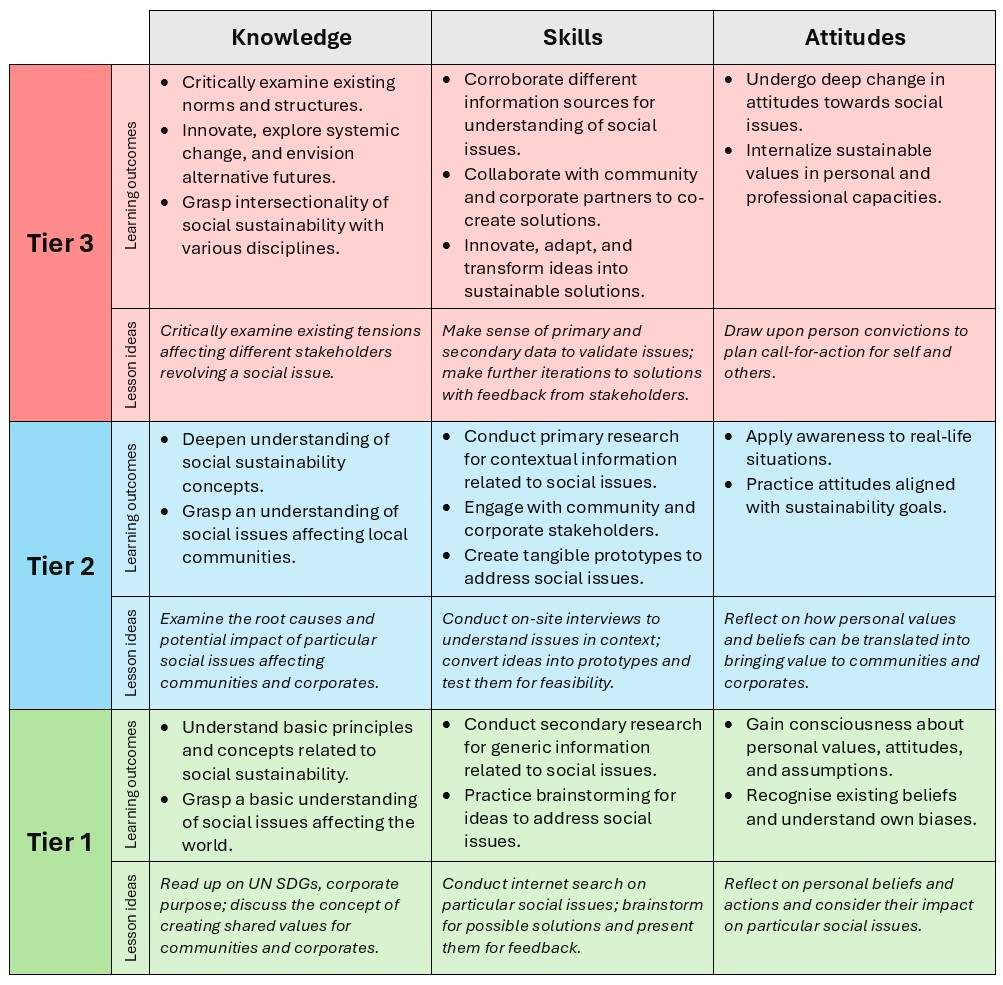 Knowledge
Skills
Attitudes
Tier 3
Learning outcomes
• Critically examine existing
norms and structures.
• Innovate, explore systemic
change, and envision
alternative futures.
• Grasp intersectionality of
social sustainability with
various disciplines.
• Corroborate different
information sources for
understanding of social
issues.
• Collaborate with community
and corporate partners to co-
create solutions.
• Innovate, adapt, and
transform ideas into
sustainable solutions.
• Undergo deep change in
attitudes towards social
issues.
• Internalize sustainable
values in personal and
professional capacities.
Lesson ideas
Critically examine existing tensions
affecting different stakeholders
revolving a social issue.
Make sense of primary and
secondary data to validate issues;
make further iterations to solutions
with feedback from stakeholders.
Draw upon person convictions to
plan call-for-action for self and
others.
Tier 2
Learning outcomes
• Deepen understanding of
social sustainability
concepts.
• Grasp an understanding of
social issues affecting local
communities.
• Conduct primary research
for contextual information
related to social issues.
• Engage with community and
corporate stakeholders.
• Create tangible prototypes to
address social issues.
• Apply awareness to real-life
situations.
• Practice attitudes aligned
with sustainability goals.
Lesson ideas
Examine the root causes and
potential impact of particular
social issues affecting
communities and corporates.
Conduct on-site interviews to
understand issues in context;
convert ideas into prototypes and
test them for feasibility.
Reflect on how personal values
and beliefs can be translated into
bringing value to communities and
corporates.
Tier 1
Learning outcomes
• Understand basic principles
and concepts related to
social sustainability.
• Grasp a basic understanding
of social issues affecting the
world.
• Conduct secondary research
for generic information
related to social issues.
• Practice brainstorming for
ideas to address social
issues.
• Gain consciousness about
personal values, attitudes,
and assumptions.
• Recognise existing beliefs
and understand own biases.
Lesson ideas
Read up on UN SDGs, corporate
purpose; discuss the concept of
creating shared values for
communities and corporates.
Conduct internet search on
particular social issues; brainstorm
for possible solutions and present
them for feedback.
Reflect on personal beliefs and
actions and consider their impact
on particular social issues.